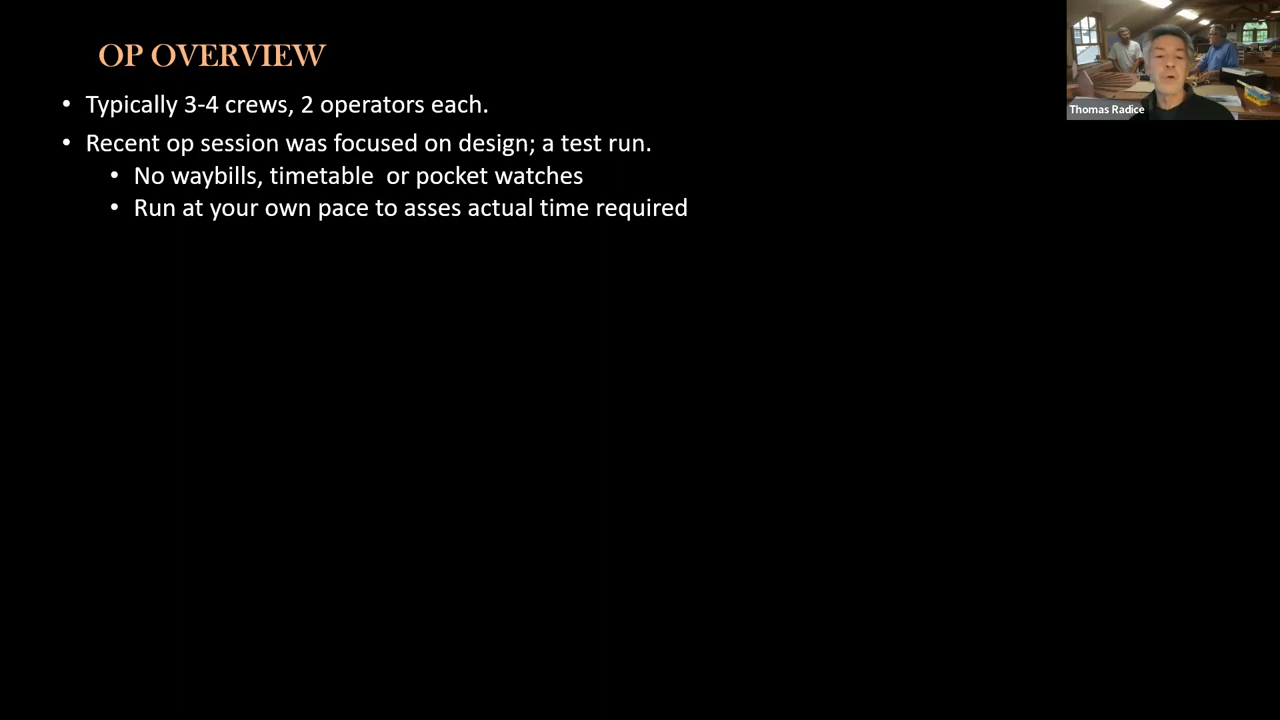 OP OVERVIEW
• Typically 3-4 crews, 2 operators each.
• Recent op session was focused on design; a test run.
• No waybills, timetable  or pocket watches
• Run at your own pace to asses actual time required
Thomas Radice